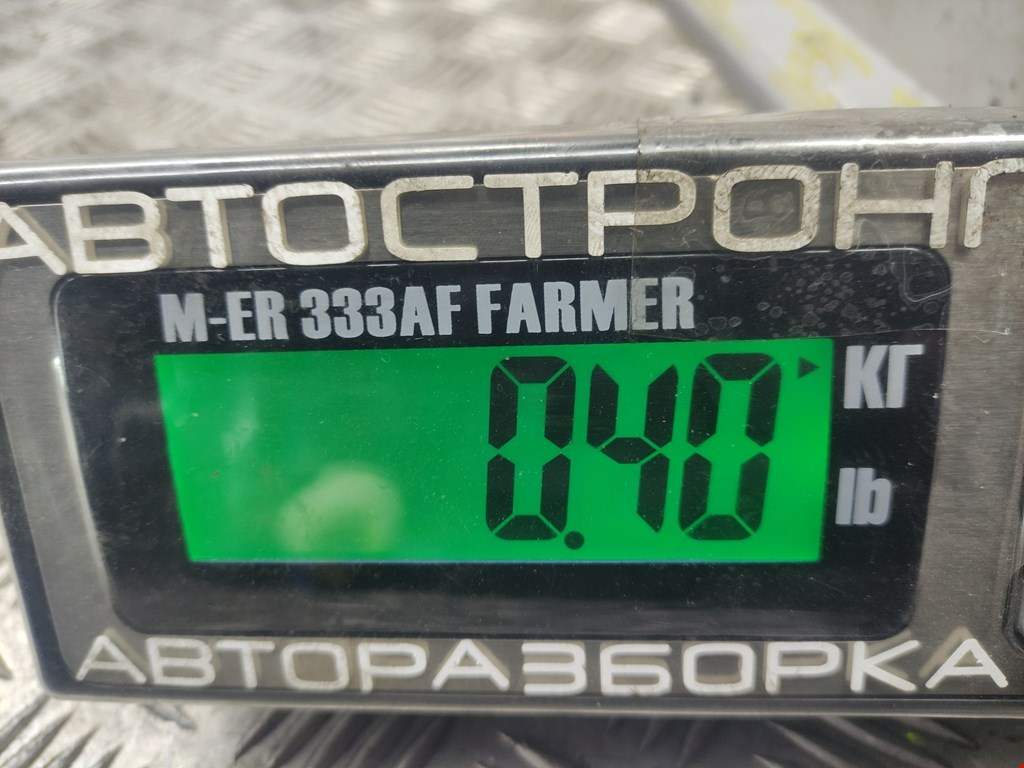 АВТОСТРОНГ
M-ER 333AF FARMER
0.40
КГ
lb
АВТОРАЗБОРКА